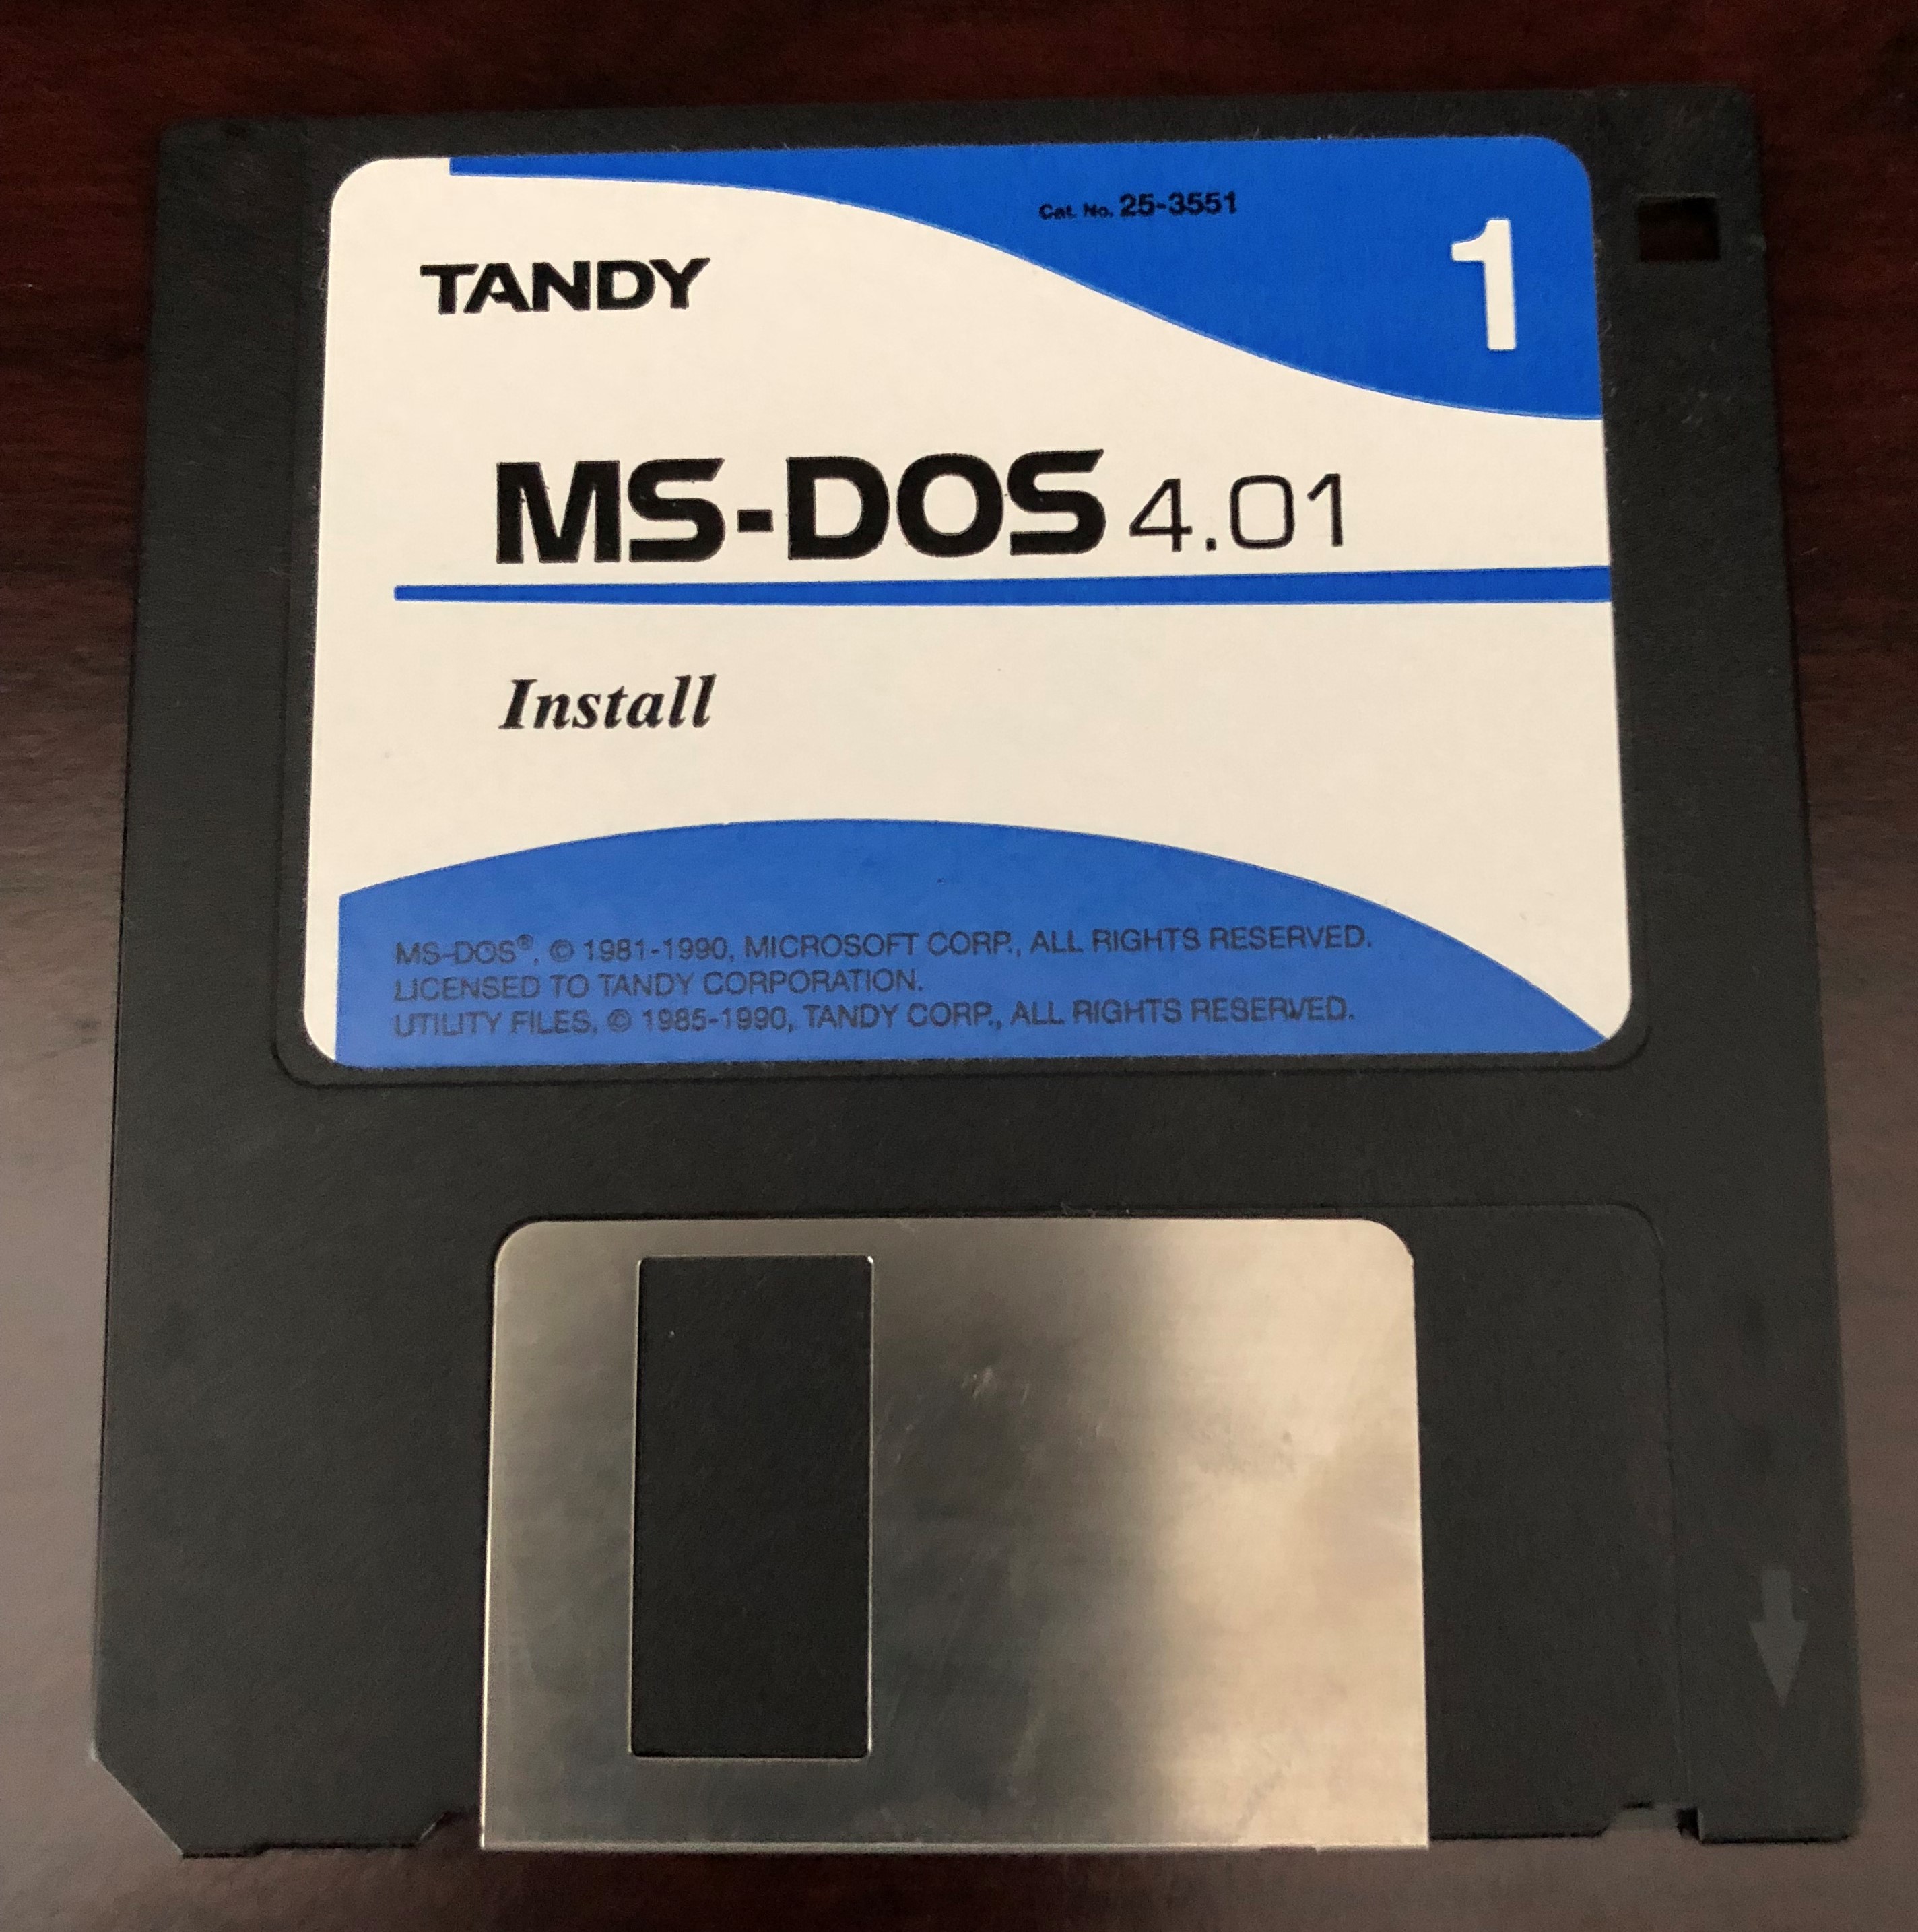 Cat. No. 25-3551
1
TANDY
MS-DOS 4.01
Install
MS-DOS®, © 1981-1990, MICROSOFT CORP., ALL RIGHTS RESERVED.
LICENSED TO TANDY CORPORATION.
UTILITY FILES, © 1985-1990, TANDY CORP., ALL RIGHTS RESERVED.